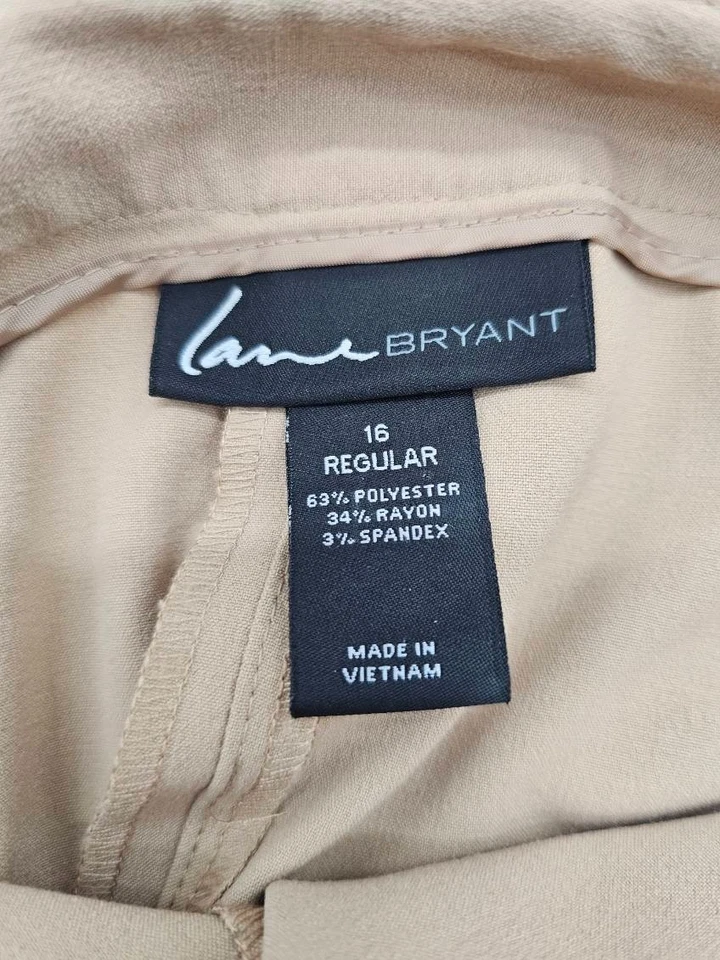 lane BRYANT
16
REGULAR
63% POLYESTER
34% RAYON
3% SPANDEX
MADE IN
VIETNAM